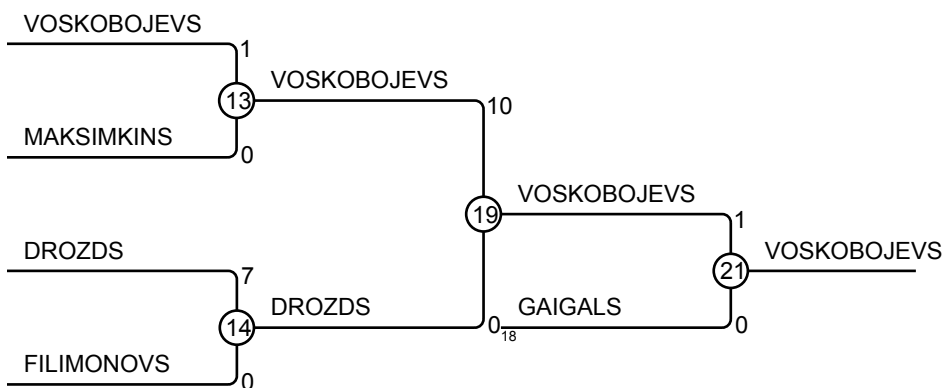 VOSKOBOJEVS
1
13
VOSKOBOJEVS
10
MAKSIMKINS
0
19
VOSKOBOJEVS
1
21
VOSKOBOJEVS
DROZDS
7
14
DROZDS
0
18
GAIGALS
0
FILIMONOVS
0